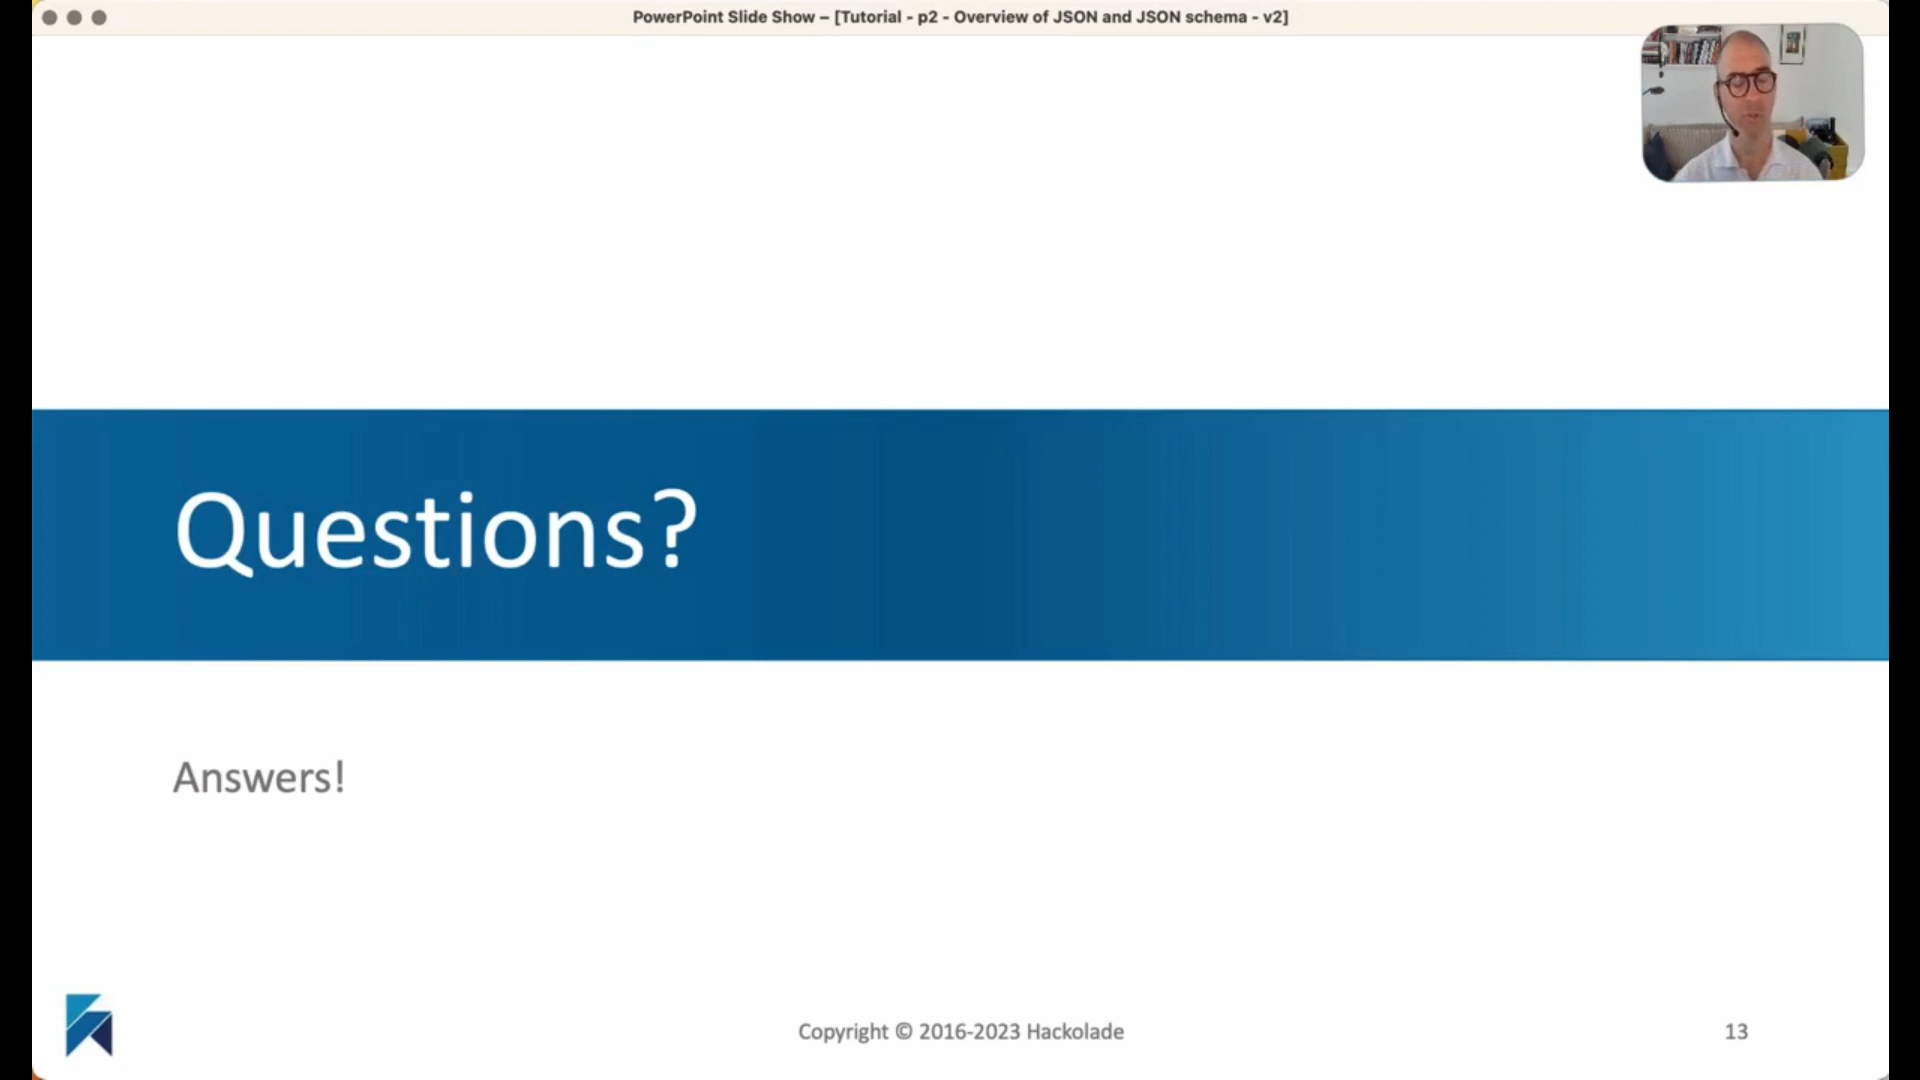 PowerPoint Slide Show – [Tutorial - p2 - Overview of JSON and JSON schema - v2]
Questions?
Answers!
Copyright © 2016-2023 Hackolade
13